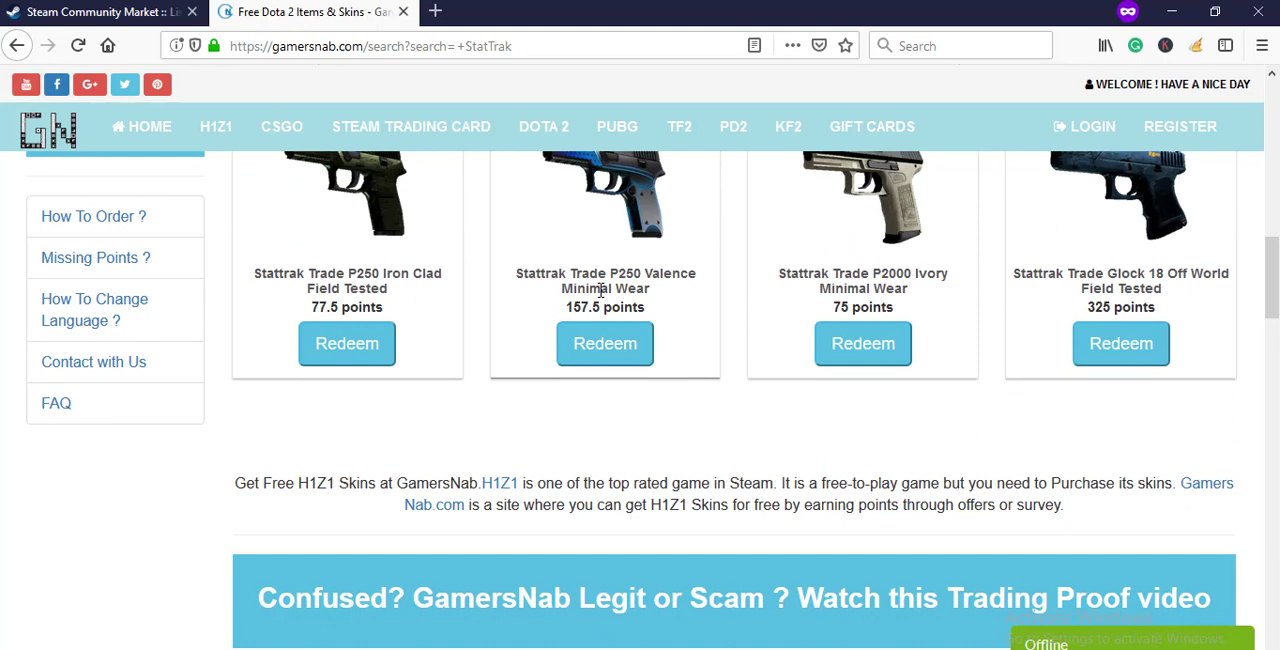 Steam Community Market :: Li
Free Dota 2 Items & Skins - Ga
https://gamersnab.com/search?search=+StatTrak
Search
WELCOME ! HAVE A NICE DAY
GN
HOME
H1Z1
CSGO
STEAM TRADING CARD
DOTA 2
PUBG
TF2
PD2
KF2
GIFT CARDS
LOGIN
REGISTER
How To Order ?
Missing Points ?
How To Change
Language ?
Contact with Us
FAQ
Stattrak Trade P250 Iron Clad
Field Tested
77.5 points
Redeem
Stattrak Trade P250 Valence
Minimal Wear
157.5 points
Redeem
Stattrak Trade P2000 Ivory
Minimal Wear
75 points
Redeem
Stattrak Trade Glock 18 Off World
Field Tested
325 points
Redeem
Get Free H1Z1 Skins at GamersNab.H1Z1 is one of the top rated game in Steam. It is a free-to-play game but you need to Purchase its skins. Gamers
Nab.com is a site where you can get H1Z1 Skins for free by earning points through offers or survey.
Confused? GamersNab Legit or Scam ? Watch this Trading Proof video
to activate Windows.
Offline